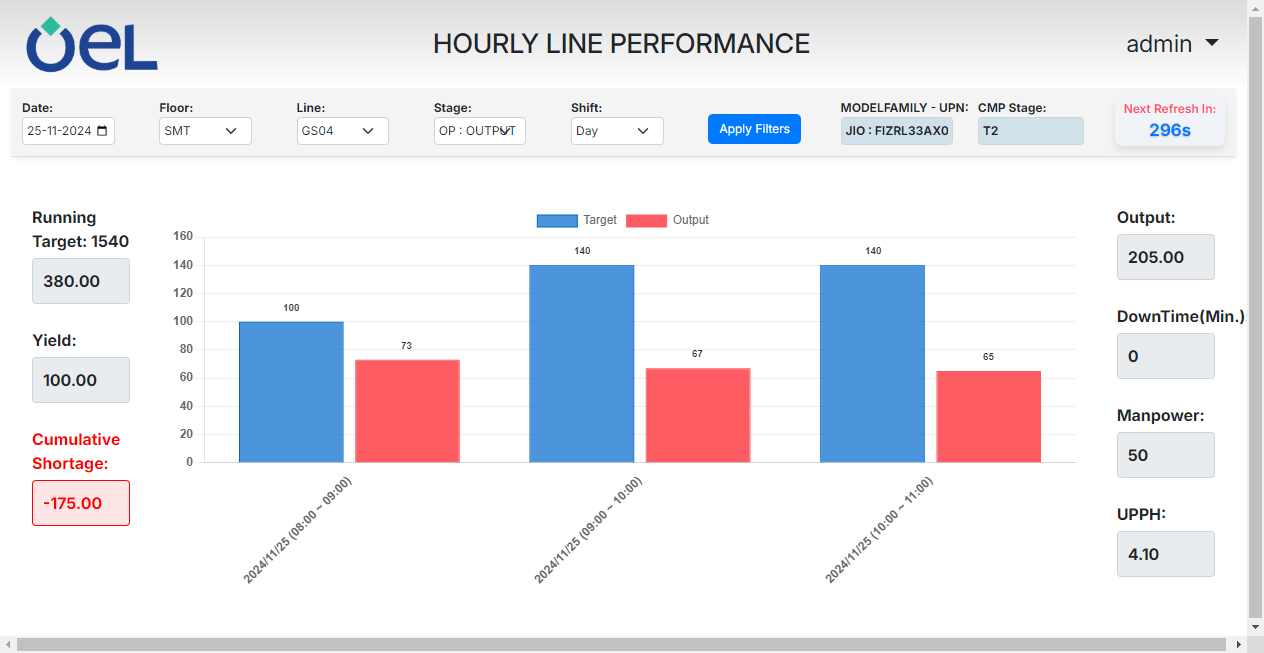 OEL
HOURLY LINE PERFORMANCE
admin
Date:
Floor:
Line:
Stage:
Shift:
MODELFAMILY - UPN:
CMP Stage:
Next Refresh In:
25-11-2024
SMT
GS04
OP : OUTPUT
Day
Apply Filters
JIO : FIZRL33AX0
T2
296s
Running
Target: 1540
380.00
Yield:
100.00
Cumulative
Shortage:
-175.00
Target
Output
160
140
120
100
80
60
40
20
0
100
73
140
67
140
65
2024/11/25 (08:00 ~ 09:00)
2024/11/25 (09:00 ~ 10:00)
2024/11/25 (10:00 ~ 11:00)
Output:
205.00
DownTime(Min.):
0
Manpower:
50
UPPH:
4.10